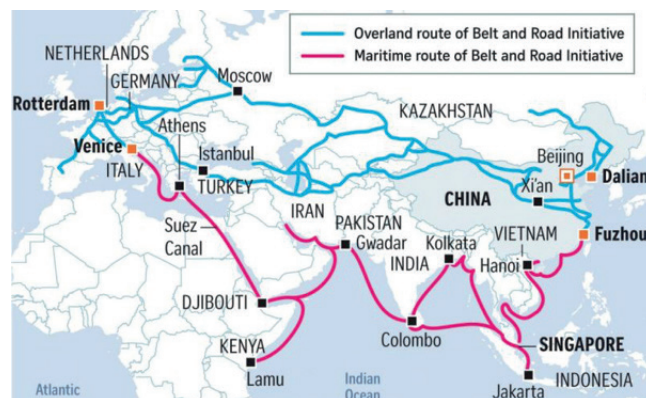 Overland route of Belt and Road Initiative
Maritime route of Belt and Road Initiative
NETHERLANDS
GERMANY
Moscow
Rotterdam
KAZAKHSTAN
Athens
Venice
Istanbul
Beijing
ITALY
TURKEY
Xi'an
Dalian
CHINA
IRAN
Suez
Canal
PAKISTAN
Gwadar
Kolkata
VIETNAM
Fuzhou
INDIA
Hanoi
DJIBOUTI
KENYA
Colombo
SINGAPORE
Lamu
Atlantic
Indian
Ocean
Jakarta
INDONESIA